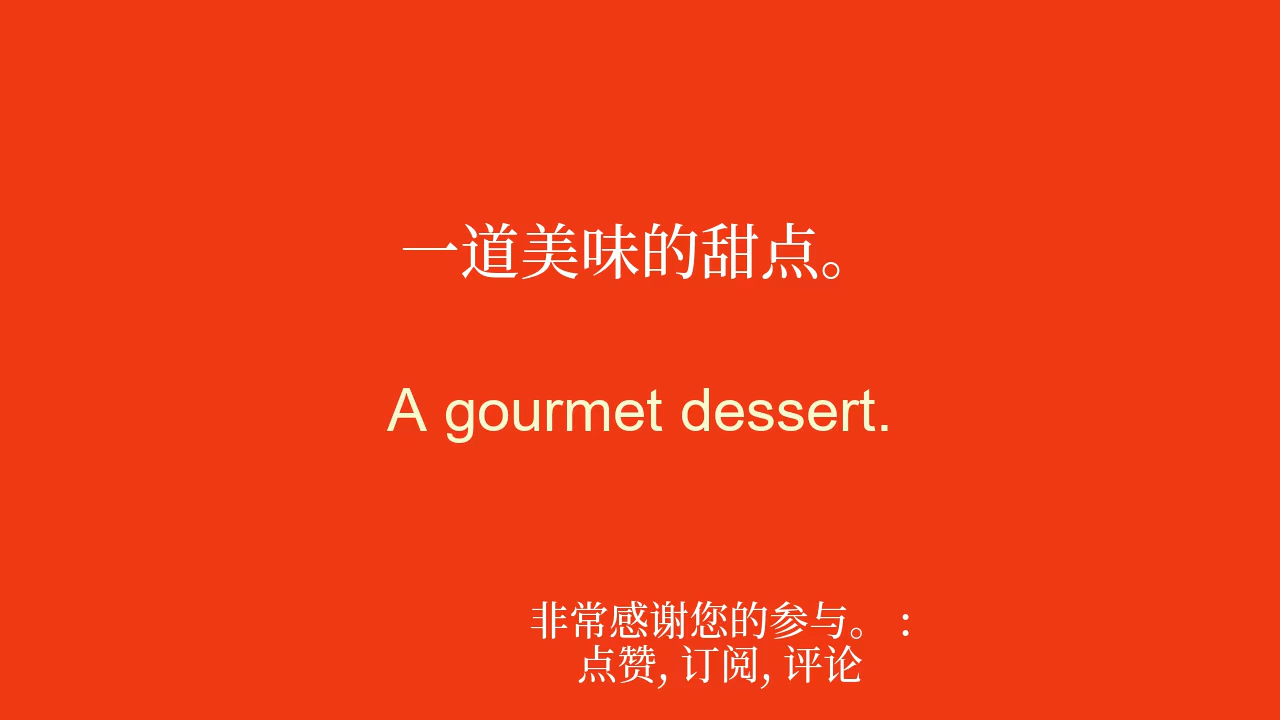 一道美味的甜点。
A gourmet dessert.
非常感谢您的参与。 :
点赞, 订阅, 评论